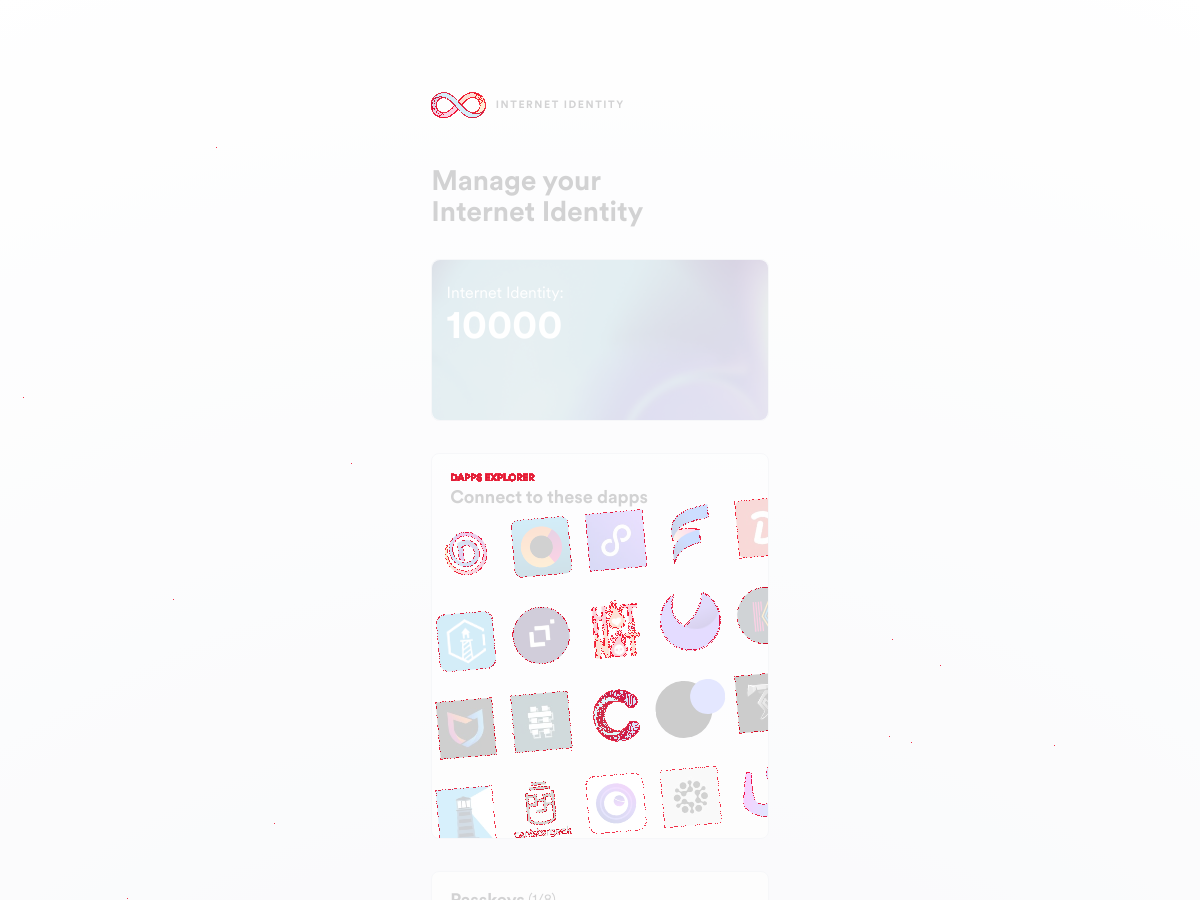 INTERNET IDENTITY
Manage your
Internet Identity
Internet Identity:
10000
DAPPS EXPLORER
Connect to these dapps
Passkeys (1/8)